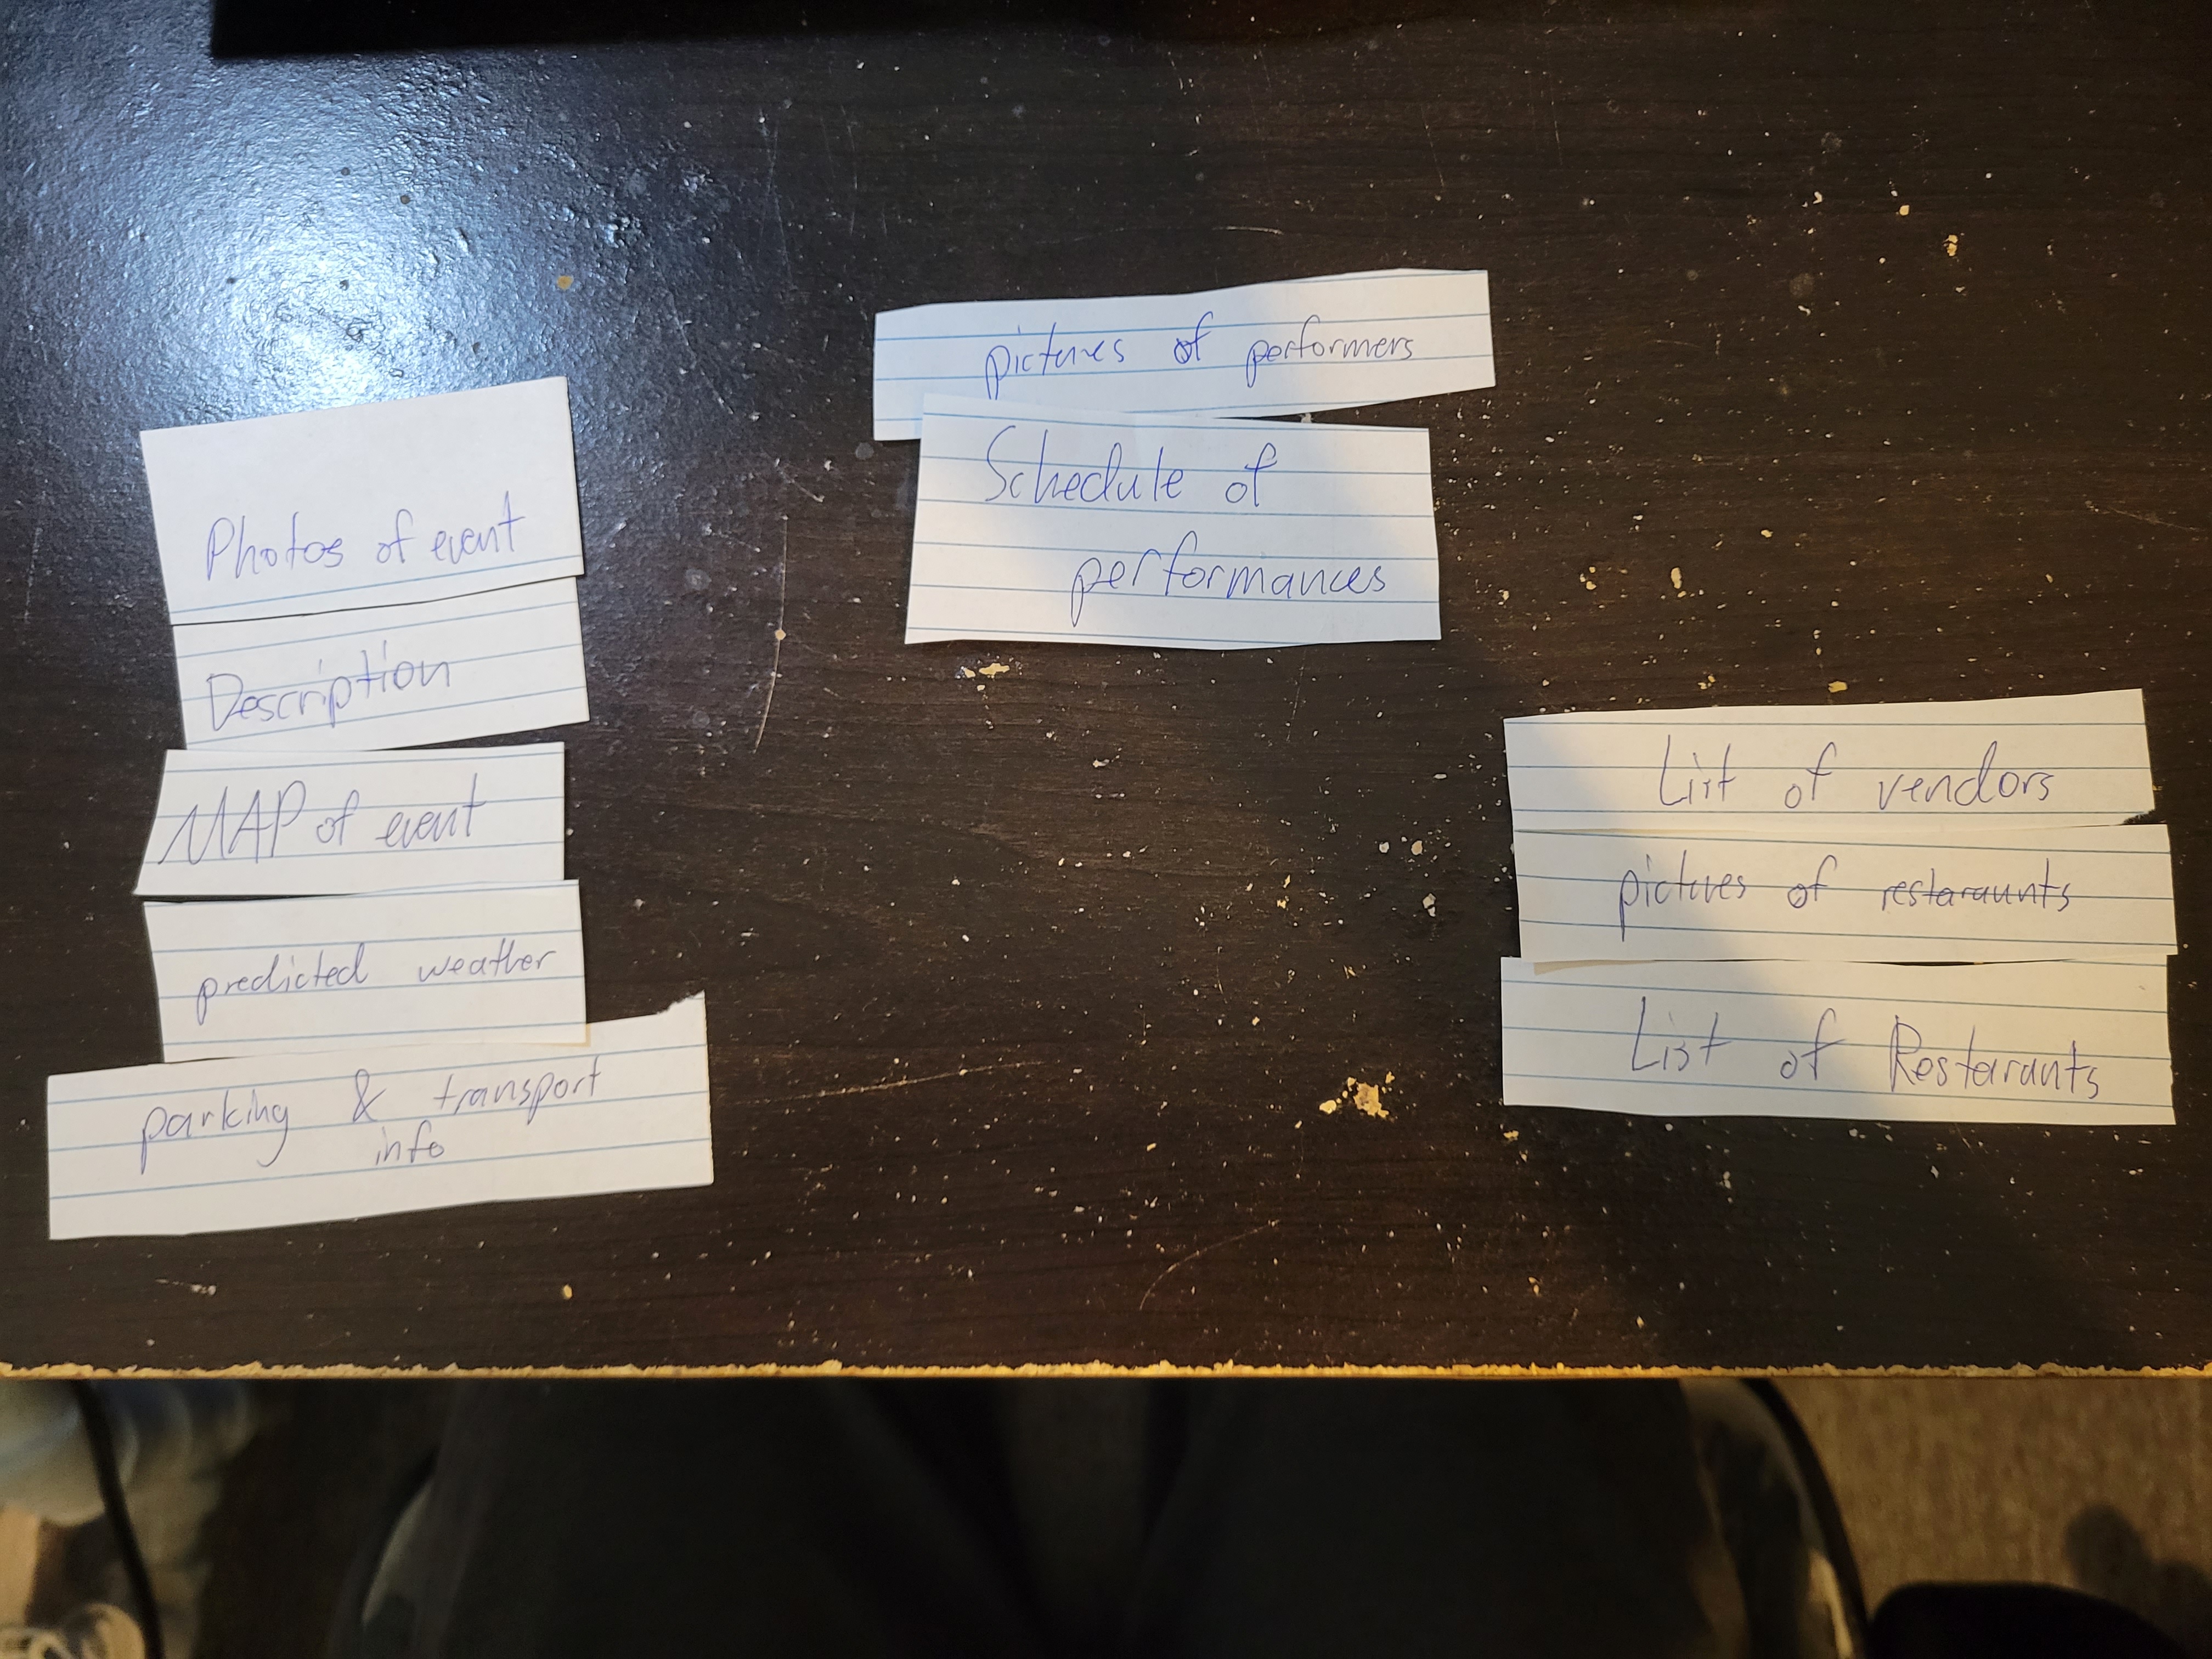 Photos of event
Description
MAP of event
predicted weather
parking & transport
info
pictures of performers
Schedule of
performances
List of vendors
pictures of restaraunts
List of Restarants